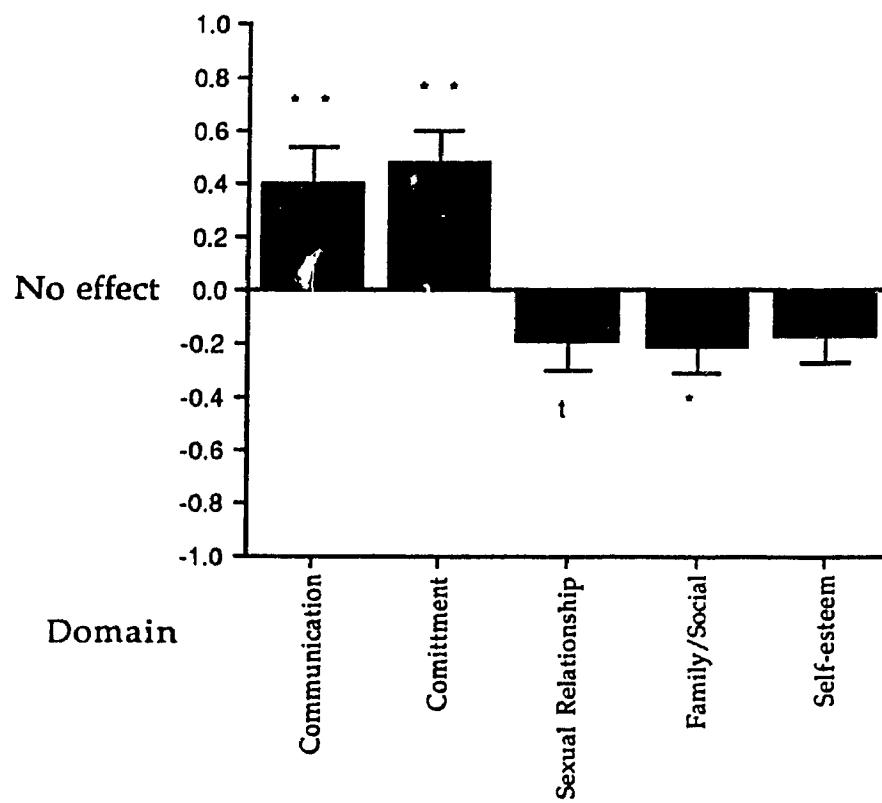 1.0
0.8
* *
* *
0.6
0.4
0.2
No effect 0.0
-0.2
-0.4
t
*
-0.6
-0.8
-1.0
Domain
Communication
Comittment
Sexual Relationship
Family/Social
Self-esteem